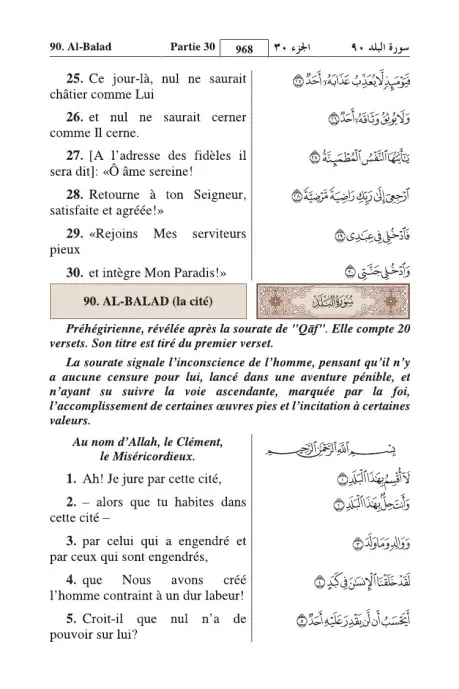 90. Al-Balad Partie 30 968 الجزء ٣٠ سورة البلد ٩٠
25. Ce jour-là, nul ne saurait
châtier comme Lui
فَيَوْمَئِذٍ لَّا يُعَذِّبُ عَذَابَهُۥٓ أَحَدٌ ٢٥
26. et nul ne saurait cerner
comme Il cerne.
وَلَا يُوثِقُ وَثَاقَهُۥٓ أَحَدٌ ٢٦
27. [A l’adresse des fidèles il
sera dit]: «Ô âme sereine!
يَٰٓأَيَّتُهَا ٱلنَّفْسُ ٱلْمُطْمَئِنَّةُ ٢٧
28. Retourne à ton Seigneur,
satisfaite et agréée!»
ٱرْجِعِىٓ إِلَىٰ رَبِّكِ رَاضِيَةً مَّرْضِيَّةً ٢٨
29. «Rejoins Mes serviteurs
pieux
فَٱدْخُلِى فِى عِبَٰدِى ٢٩
30. et intègre Mon Paradis!»
وَٱدْخُلِى جَنَّتِى ٣٠
90. AL-BALAD (la cité)
سُورَةُ الْبَلَدِ
Préhégirienne, révélée après la sourate de "Qāf". Elle compte 20
versets. Son titre est tiré du premier verset.
La sourate signale l’inconscience de l’homme, pensant qu’il n’y
a aucune censure pour lui, lancé dans une aventure pénible, et
n’ayant su suivre la voie ascendante, marquée par la foi,
l’accomplissement de certaines œuvres pies et l’incitation à certaines
valeurs.
Au nom d’Allah, le Clément,
le Miséricordieux.
بِسْمِ ٱللَّهِ ٱلرَّحْمَٰنِ ٱلرَّحِيمِ
1. Ah! Je jure par cette cité,
لَآ أُقْسِمُ بِهَٰذَا ٱلْبَلَدِ ١
2. – alors que tu habites dans
cette cité –
وَأَنتَ حِلٌّۢ بِهَٰذَا ٱلْبَلَدِ ٢
3. par celui qui a engendré et
par ceux qui sont engendrés,
وَوَالِدٍ وَمَا وَلَدَ ٣
4. que Nous avons créé
l’homme contraint à un dur labeur!
لَقَدْ خَلَقْنَا ٱلْإِنسَٰنَ فِى كَبَدٍ ٤
5. Croit-il que nul n’a de
pouvoir sur lui?
أَيَحْسَبُ أَن لَّن يَقْدِرَ عَلَيْهِ أَحَدٌ ٥